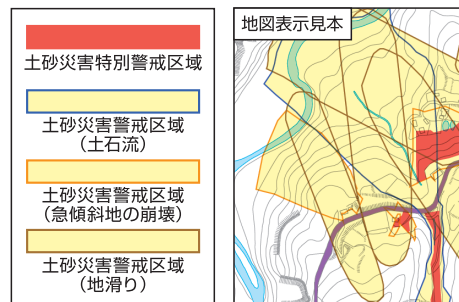 土砂災害特別警戒区域
土砂災害警戒区域
（土石流）
土砂災害警戒区域
（急傾斜地の崩壊）
土砂災害警戒区域
（地滑り）
地図表示見本